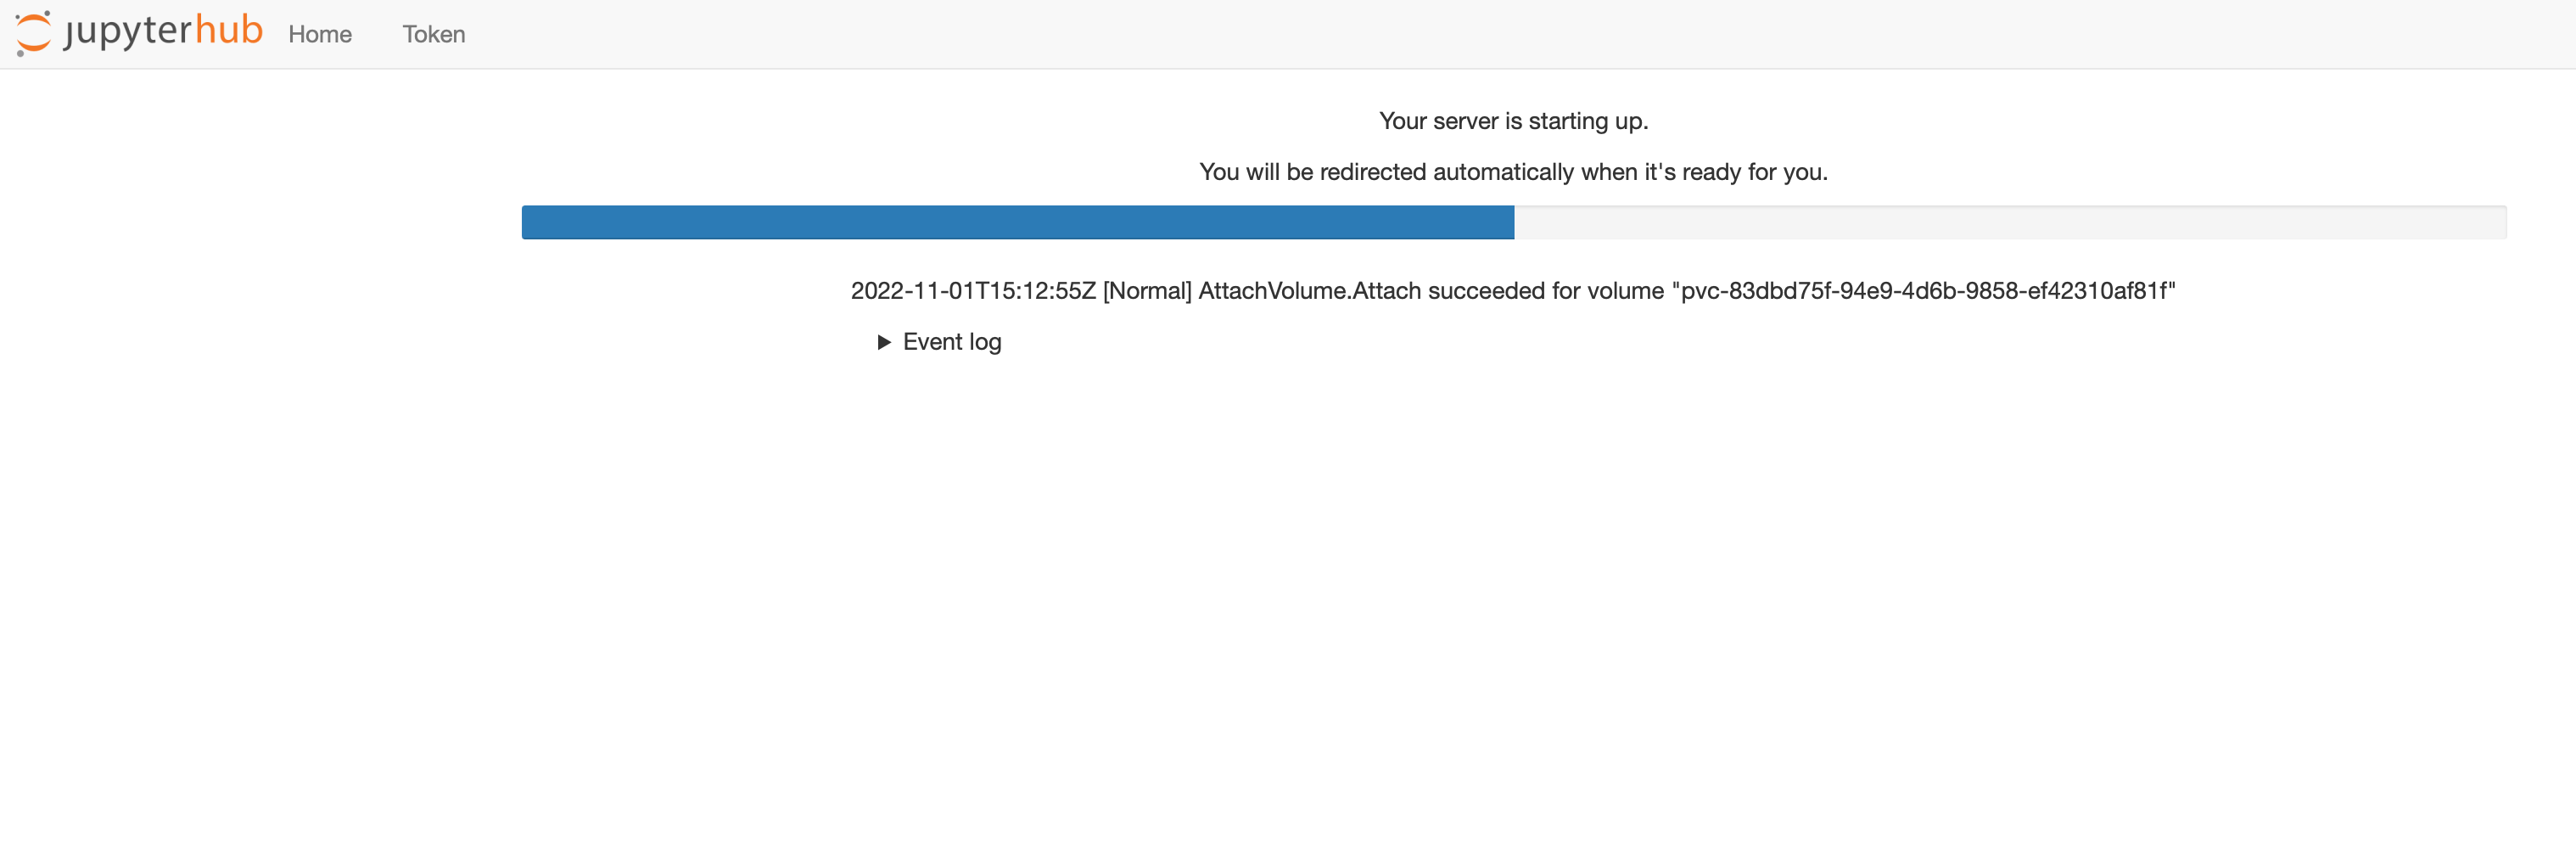 jupyterhub Home Token
Your server is starting up.
You will be redirected automatically when it's ready for you.
2022-11-01T15:12:55Z [Normal] AttachVolume.Attach succeeded for volume "pvc-83dbd75f-94e9-4d6b-9858-ef42310af81f"
Event log